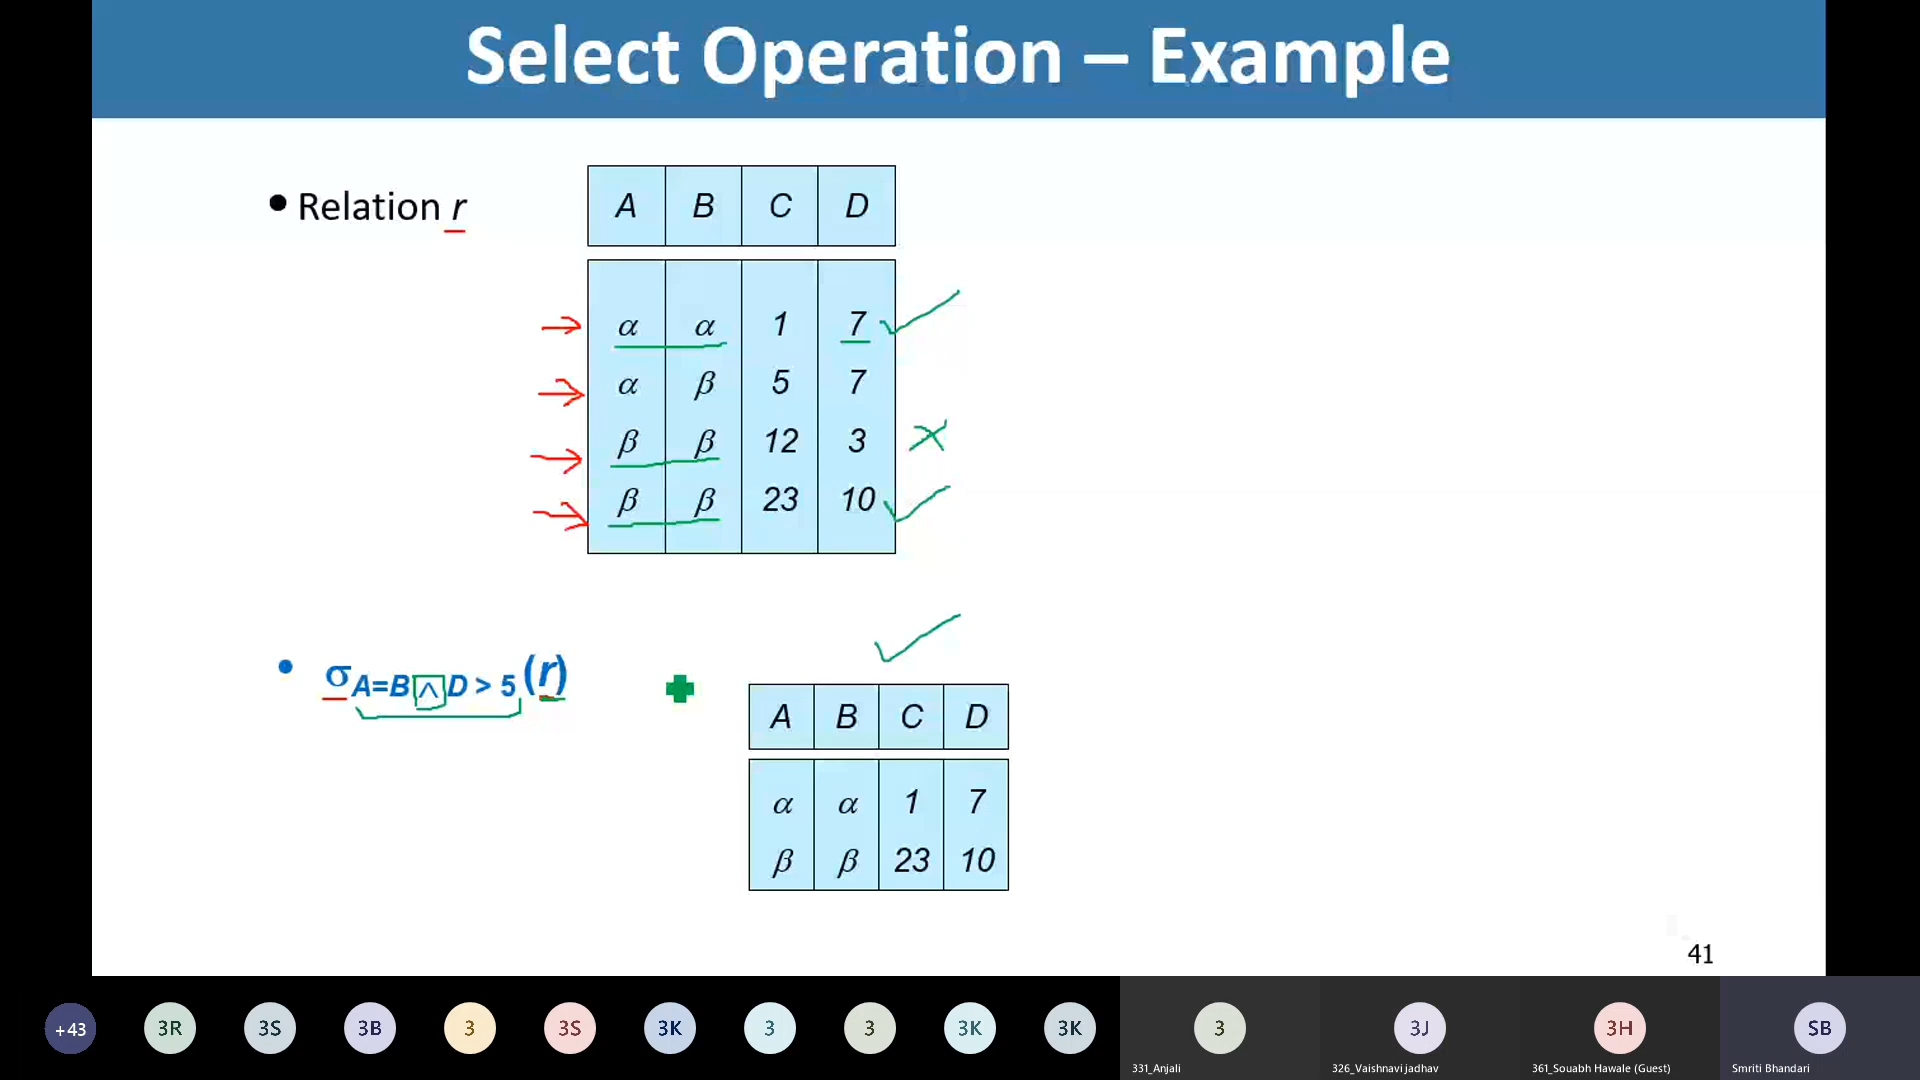 Select Operation – Example
• Relation r
A B C D
α α 1 7
α β 5 7
β β 12 3
β β 23 10
• σA=B ^ D > 5 (r)
A B C D
α α 1 7
β β 23 10
41
+43 3R 3S 3B 3 3S 3K 3 3 3K 3K 3 3J 3H SB
331_Anjali 326_Vaishnavi jadhav 361_Souabh Hawale (Guest) Smriti Bhandari